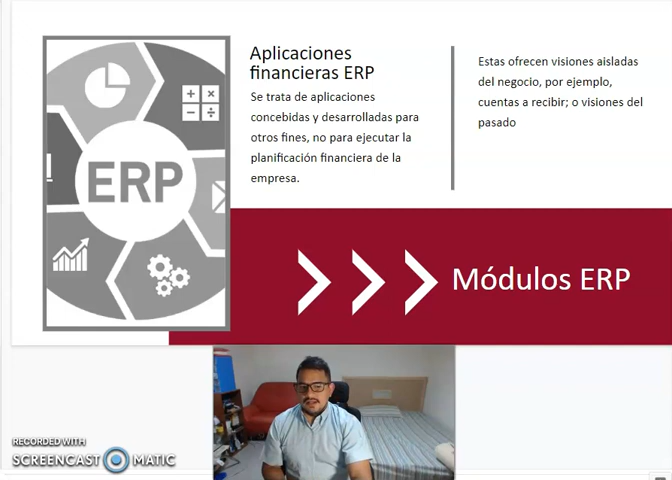 Aplicaciones
financieras ERP
Se trata de aplicaciones
concebidas y desarrolladas para
otros fines, no para ejecutar la
planificación financiera de la
empresa.
Estas ofrecen visiones aisladas
del negocio, por ejemplo,
cuentas a recibir; o visiones del
pasado
ERP
Módulos ERP
RECORDED WITH
SCREENCAST MATIC